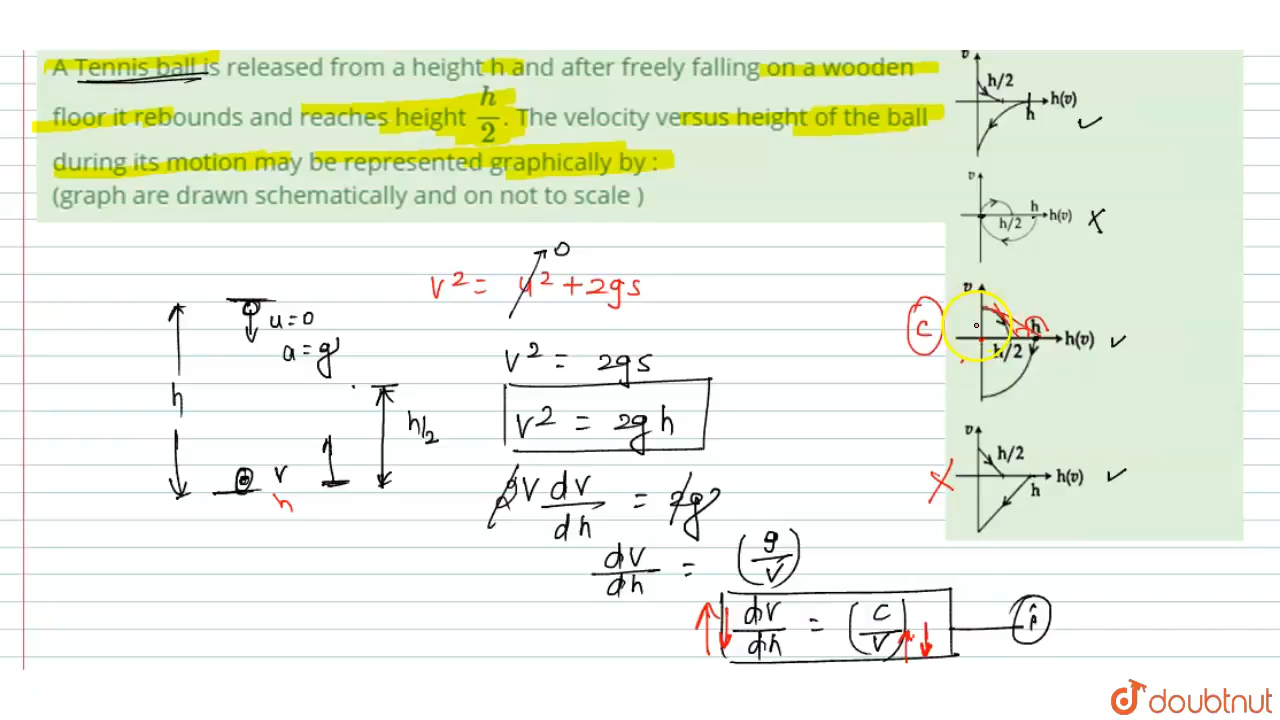 A Tennis ball is released from a height h and after freely falling on a wooden
floor it rebounds and reaches height h/2. The velocity versus height of the ball
during its motion may be represented graphically by :
(graph are drawn schematically and on not to scale )
v
h/2
h(v)
h
v
h
h/2
h(v)
X
C
v
h
h(v)
h/2
v
h/2
h(v)
h
X
0
v² = u² + 2gs
u=0
a=g
h
v
h
h/2
v² = 2gs
v² = 2gh
2v dv/dh = 2g
dv/dh = (g/v)
dv/dh = (c/v)
doubtnut